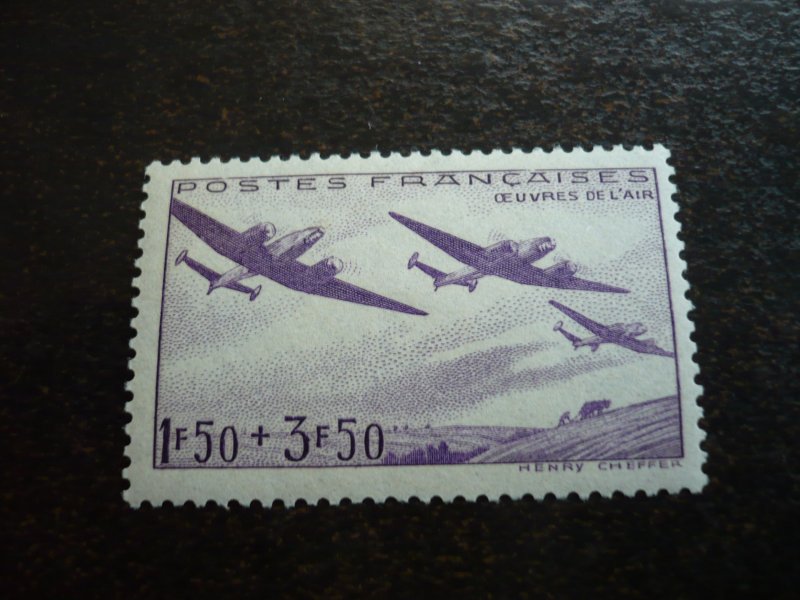 POSTES FRANÇAISES
ŒUVRES DE L'AIR
1F50 + 3F50
HENRY CHEFFER